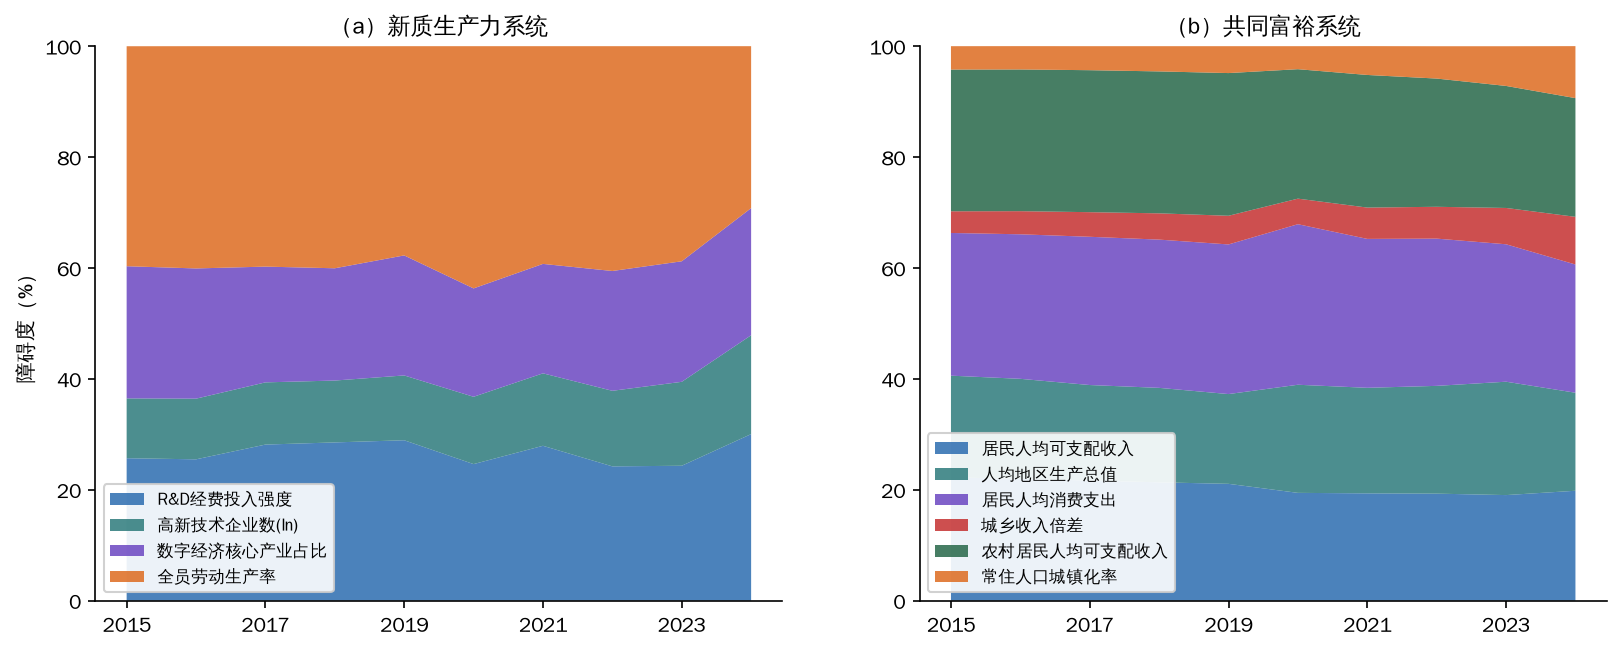 （a）新质生产力系统
障碍度（%）
100
80
60
40
20
0
R&D经费投入强度
高新技术企业数(ln)
数字经济核心产业占比
全员劳动生产率
2015 2017 2019 2021 2023
（b）共同富裕系统
100
80
60
40
20
0
居民人均可支配收入
人均地区生产总值
居民人均消费支出
城乡收入倍差
农村居民人均可支配收入
常住人口城镇化率
2015 2017 2019 2021 2023